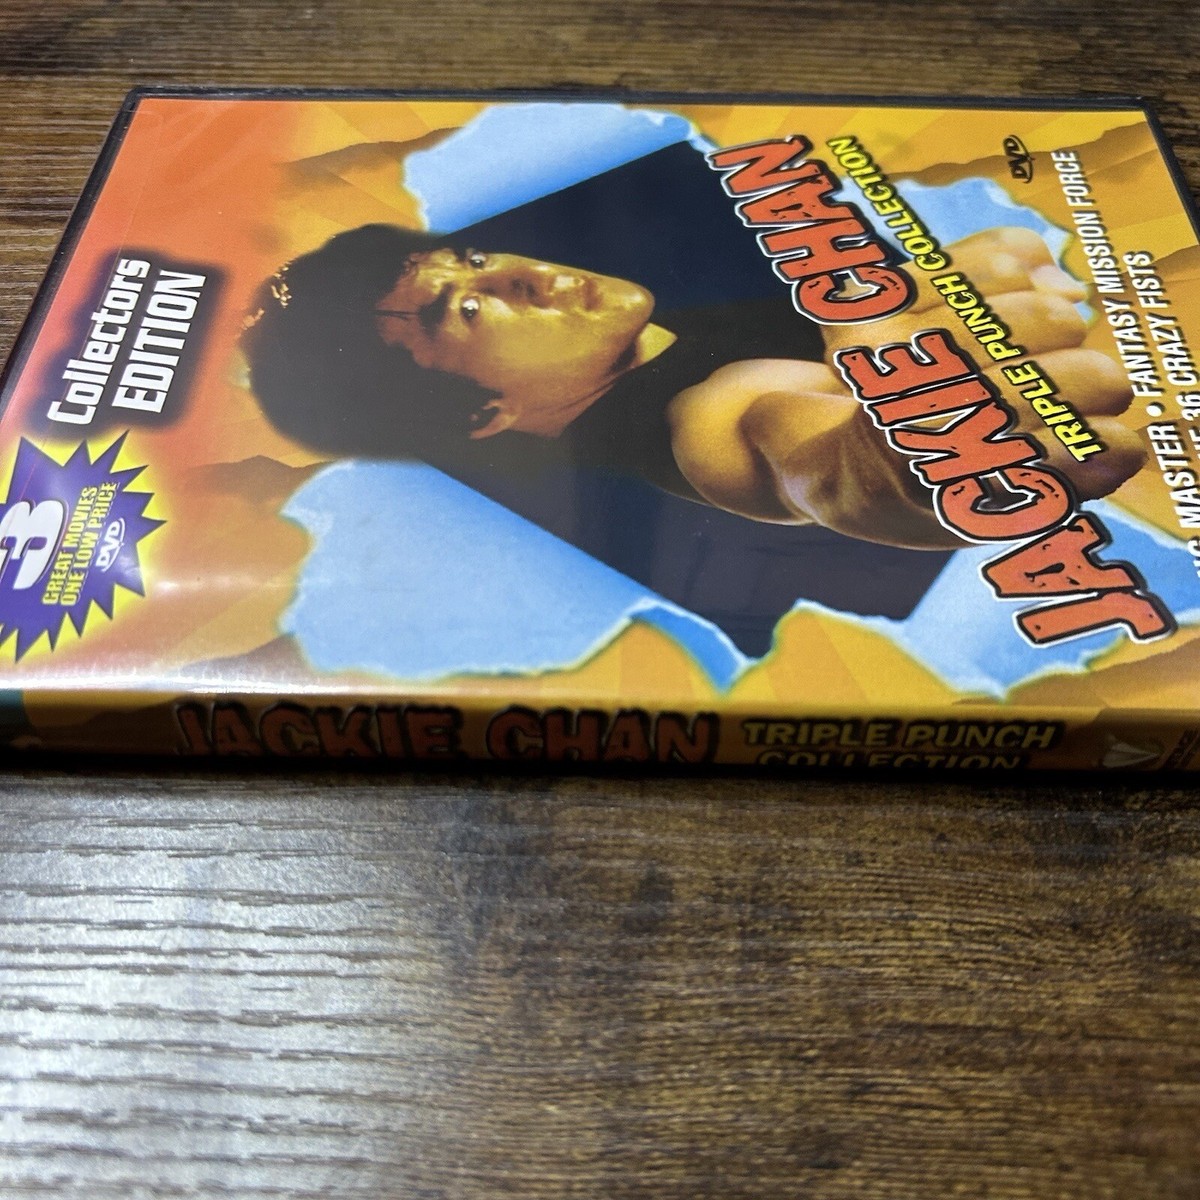 3
GREAT MOVIES
ONE LOW PRICE
DVD
Collectors
EDITION
JACKIE CHAN
TRIPLE PUNCH COLLECTION
DVD
MASTER • FANTASY MISSION FORCE
36 CRAZY FISTS
JACKIE CHAN
TRIPLE PUNCH
COLLECTION